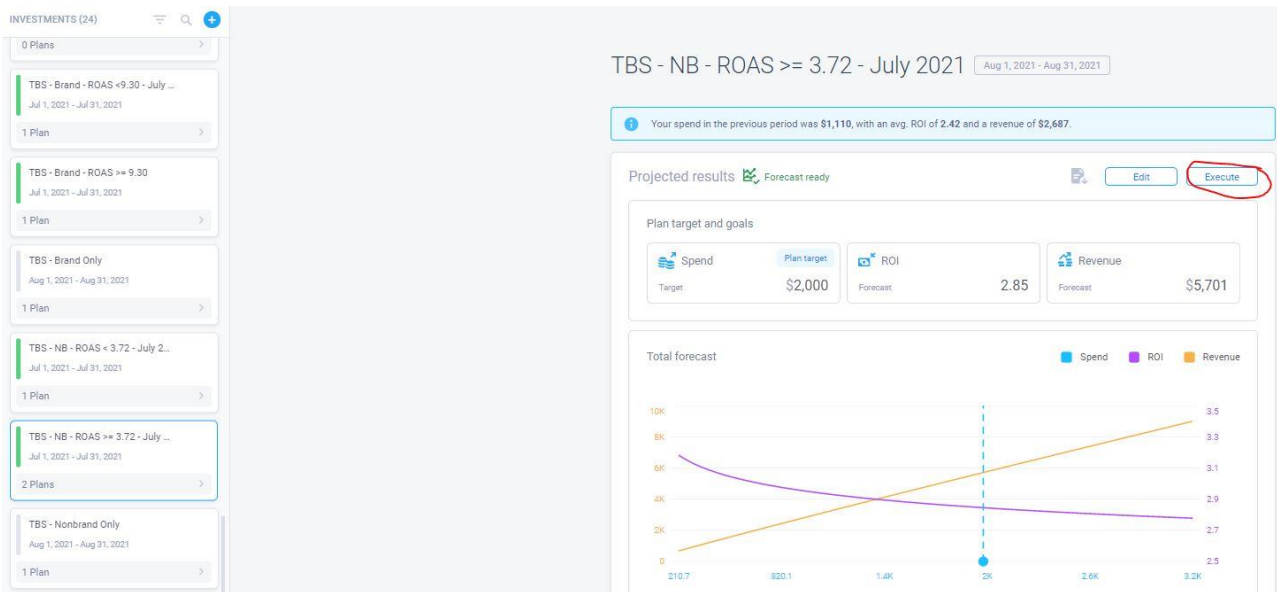 INVESTMENTS (24)
0 Plans
TBS - Brand - ROAS <9.30 - July ...
Jul 1, 2021 - Jul 31, 2021
1 Plan
TBS - Brand - ROAS >= 9.30
Jul 1, 2021 - Jul 31, 2021
1 Plan
TBS - Brand Only
Aug 1, 2021 - Aug 31, 2021
1 Plan
TBS - NB - ROAS < 3.72 - July 2...
Jul 1, 2021 - Jul 31, 2021
1 Plan
TBS - NB - ROAS >= 3.72 - July ...
Jul 1, 2021 - Jul 31, 2021
2 Plans
TBS - Nonbrand Only
Aug 1, 2021 - Aug 31, 2021
1 Plan
TBS - NB - ROAS >= 3.72 - July 2021 Aug 1, 2021 - Aug 31, 2021
Your spend in the previous period was $1,110, with an avg. ROI of 2.42 and a revenue of $2,687.
Projected results Forecast ready Edit Execute
Plan target and goals
Spend Plan target
Target $2,000
ROI
Forecast 2.85
Revenue
Forecast $5,701
Total forecast Spend ROI Revenue
10K 3.5
8K 3.3
6K 3.1
4K 2.9
2K 2.7
0 2.5
210.7 820.1 1.4K 2K 2.6K 3.2K